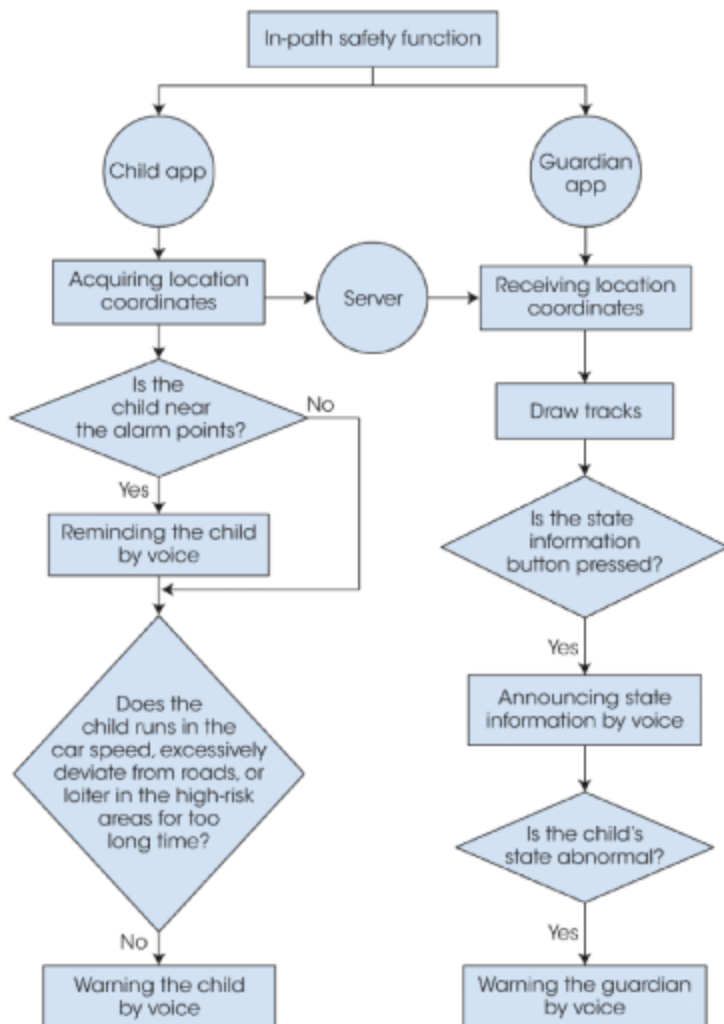 In-path safety function
Child app
Guardian
app
Acquiring location
coordinates
Server
Receiving location
coordinates
Is the
child near
the alarm points?
No
Draw tracks
Yes
Reminding the child
by voice
Is the state
information
button pressed?
Yes
Does the
child runs in the
car speed, excessively
deviate from roads, or
loiter in the high-risk
areas for too
long time?
Announcing state
information by voice
Is the child's
state abnormal?
No
Yes
Warning the child
by voice
Warning the guardian
by voice